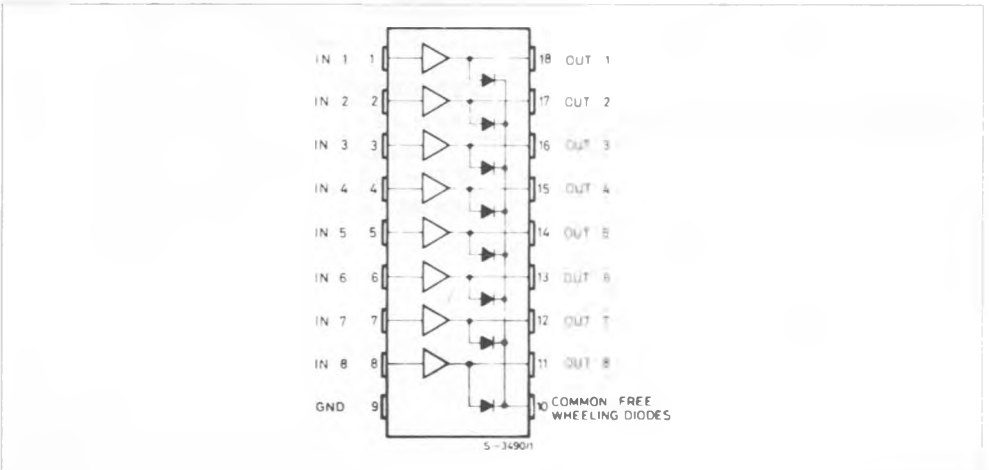 IN 1 1 18 OUT 1
IN 2 2 17 OUT 2
IN 3 3 16 OUT 3
IN 4 4 15 OUT 4
IN 5 5 14 OUT 5
IN 6 6 13 OUT 6
IN 7 7 12 OUT 7
IN 8 8 11 OUT 8
GND 9 10 COMMON FREE
WHEELING DIODES
S-3490/1